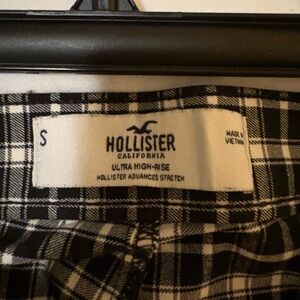 S
HOLLISTER
CALIFORNIA
ULTRA HIGH-RISE
HOLLISTER ADVANCED STRETCH
MADE IN
VIETNAM